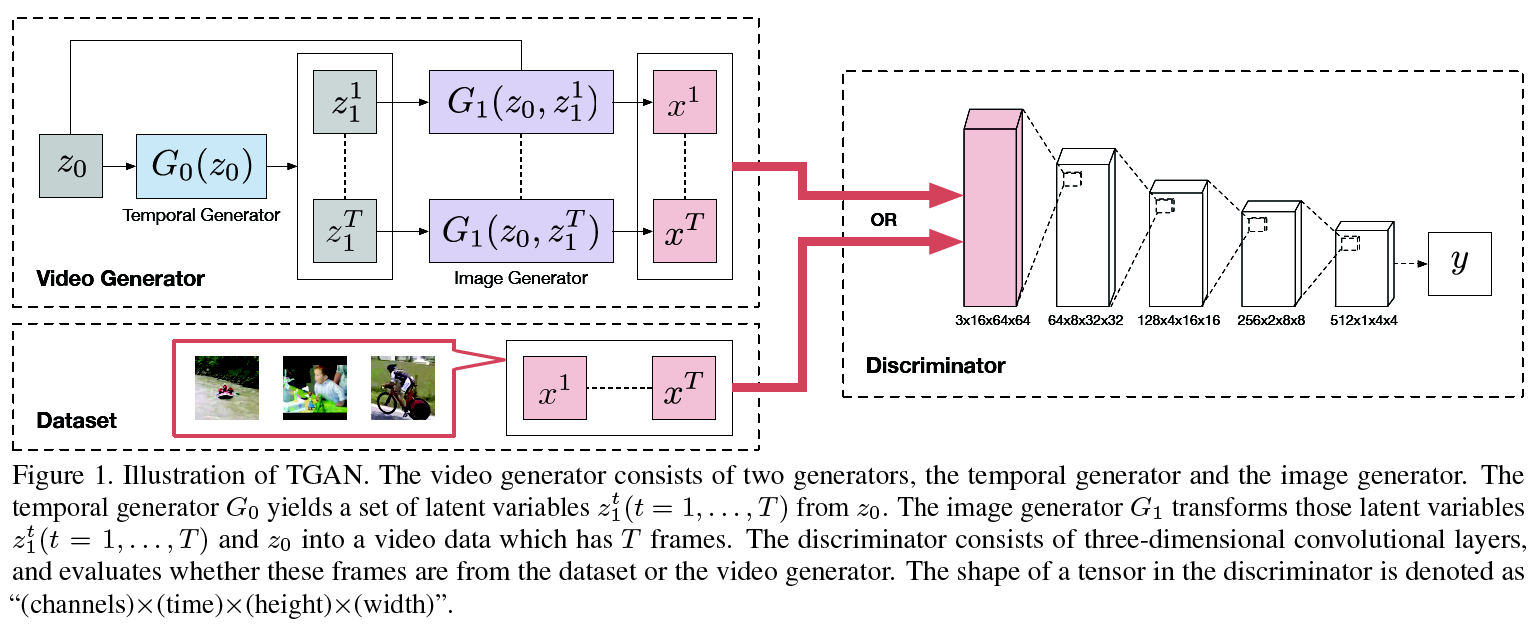 z_0
G_0(z_0)
Temporal Generator
z_1^1
z_1^T
G_1(z_0, z_1^1)
G_1(z_0, z_1^T)
Image Generator
x^1
x^T
Video Generator
Dataset
x^1
x^T
OR
3x16x64x64
64x8x32x32
128x4x16x16
256x2x8x8
512x1x4x4
y
Discriminator
Figure 1. Illustration of TGAN. The video generator consists of two generators, the temporal generator and the image generator. The
temporal generator G_0 yields a set of latent variables z_1^t(t = 1, . . . , T) from z_0. The image generator G_1 transforms those latent variables
z_1^t(t = 1, . . . , T) and z_0 into a video data which has T frames. The discriminator consists of three-dimensional convolutional layers,
and evaluates whether these frames are from the dataset or the video generator. The shape of a tensor in the discriminator is denoted as
“(channels)×(time)×(height)×(width)”.